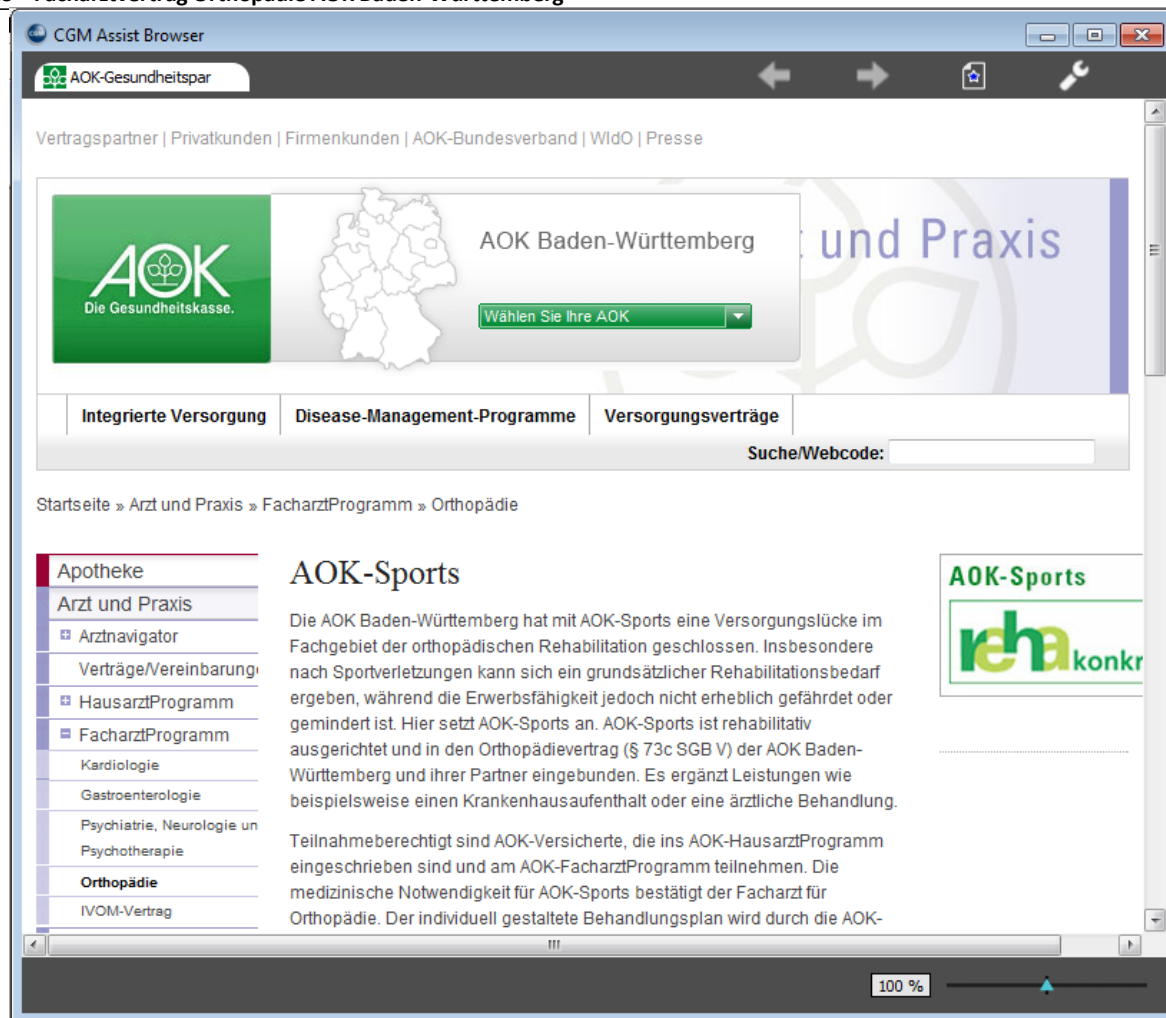 Facharztvertrag Orthopädie AOK Baden-Württemberg
CGM Assist Browser
AOK-Gesundheitspar
Vertragspartner | Privatkunden | Firmenkunden | AOK-Bundesverband | WIdO | Presse
AOK
Die Gesundheitskasse.
AOK Baden-Württemberg
Wählen Sie Ihre AOK
und Praxis
Integrierte Versorgung
Disease-Management-Programme
Versorgungsverträge
Suche/Webcode:
Startseite » Arzt und Praxis » FacharztProgramm » Orthopädie
Apotheke
Arzt und Praxis
Arztnavigator
Verträge/Vereinbarunge
HausarztProgramm
FacharztProgramm
Kardiologie
Gastroenterologie
Psychiatrie, Neurologie un
Psychotherapie
Orthopädie
IVOM-Vertrag
AOK-Sports
Die AOK Baden-Württemberg hat mit AOK-Sports eine Versorgungslücke im
Fachgebiet der orthopädischen Rehabilitation geschlossen. Insbesondere
nach Sportverletzungen kann sich ein grundsätzlicher Rehabilitationsbedarf
ergeben, während die Erwerbsfähigkeit jedoch nicht erheblich gefährdet oder
gemindert ist. Hier setzt AOK-Sports an. AOK-Sports ist rehabilitativ
ausgerichtet und in den Orthopädievertrag (§ 73c SGB V) der AOK Baden-
Württemberg und ihrer Partner eingebunden. Es ergänzt Leistungen wie
beispielsweise einen Krankenhausaufenthalt oder eine ärztliche Behandlung.
Teilnahmeberechtigt sind AOK-Versicherte, die ins AOK-HausarztProgramm
eingeschrieben sind und am AOK-FacharztProgramm teilnehmen. Die
medizinische Notwendigkeit für AOK-Sports bestätigt der Facharzt für
Orthopädie. Der individuell gestaltete Behandlungsplan wird durch die AOK-
AOK-Sports
reha konkr
100 %